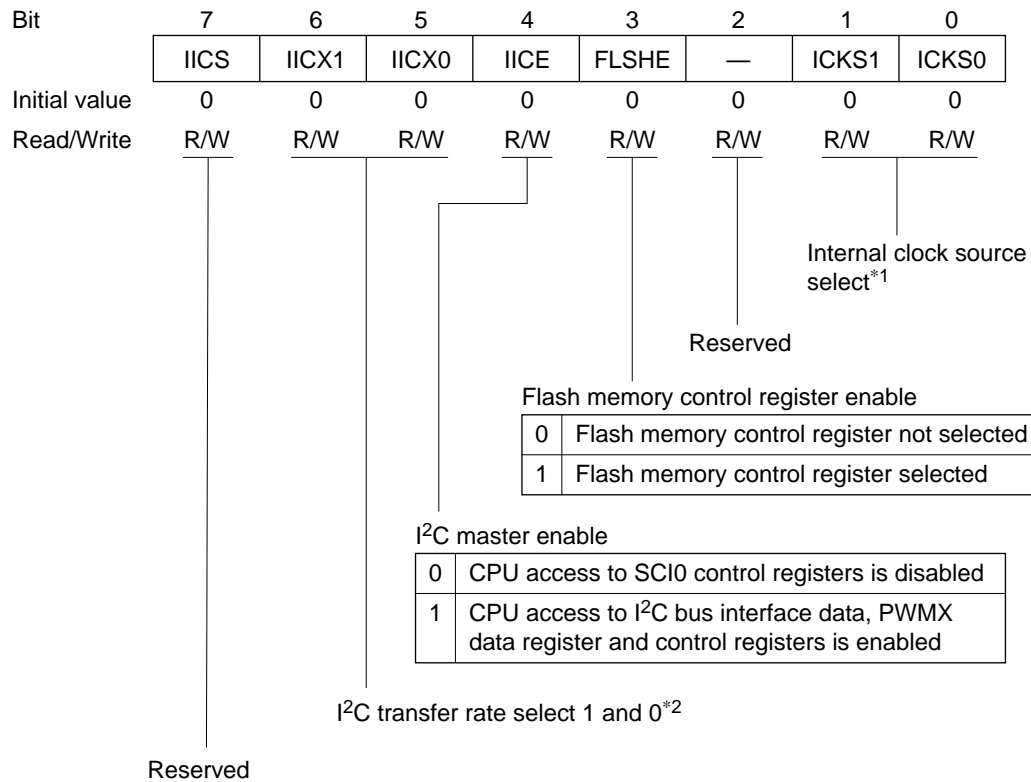 Bit 7 6 5 4 3 2 1 0
IICS IICX1 IICX0 IICE FLSHE — ICKS1 ICKS0
Initial value 0 0 0 0 0 0 0 0
Read/Write R/W R/W R/W R/W R/W R/W R/W R/W
Internal clock source
select*1
Reserved
Flash memory control register enable
0 Flash memory control register not selected
1 Flash memory control register selected
I²C master enable
0 CPU access to SCI0 control registers is disabled
1 CPU access to I²C bus interface data, PWMX
data register and control registers is enabled
I²C transfer rate select 1 and 0*2
Reserved